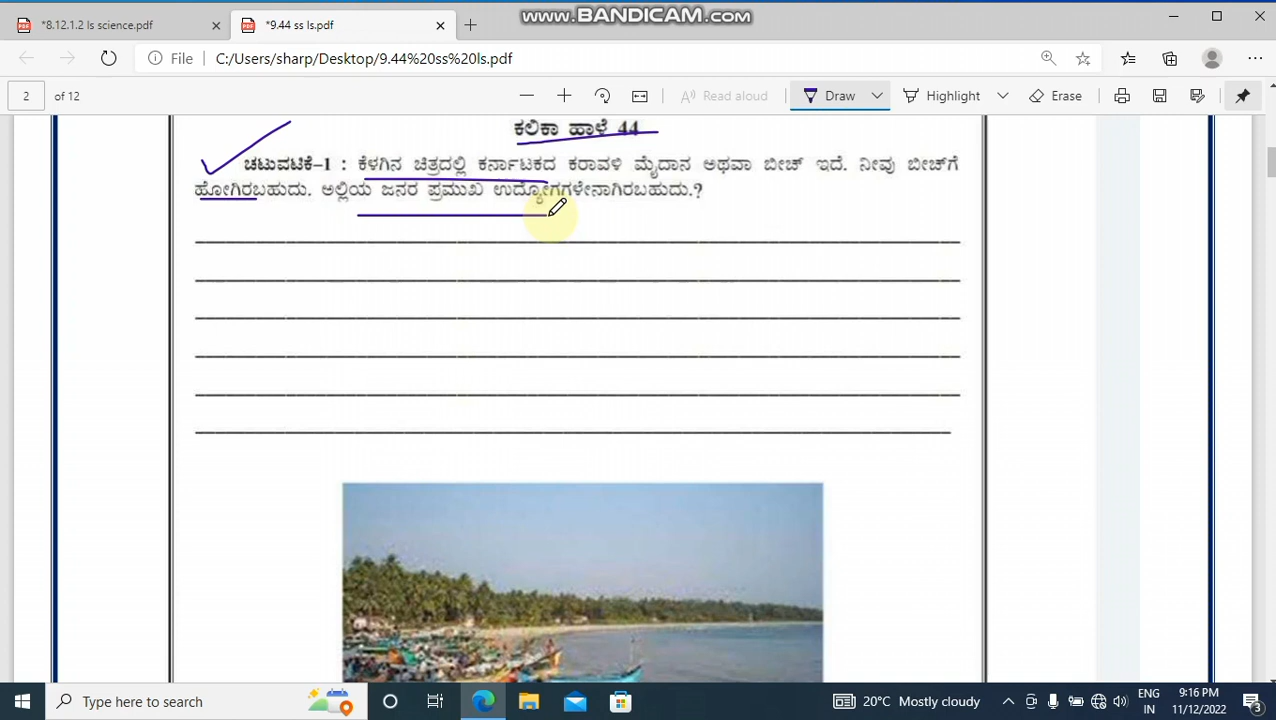 www.BANDICAM.com
*8.12.1.2 ls science.pdf
*9.44 ss ls.pdf
File
C:/Users/sharp/Desktop/9.44%20ss%20ls.pdf
2 of 12
Read aloud
Draw
Highlight
Erase
ಕಲಿಕಾ ಹಾಳೆ 44
ಚಟುವಟಿಕೆ-1 : ಕೆಳಗಿನ ಚಿತ್ರದಲ್ಲಿ ಕರ್ನಾಟಕದ ಕರಾವಳಿ ಮೈದಾನ ಅಥವಾ ಬೀಚ್ ಇದೆ. ನೀವು ಬೀಚ್‌ಗೆ
ಹೋಗಿರಬಹುದು. ಅಲ್ಲಿಯ ಜನರ ಪ್ರಮುಖ ಉದ್ಯೋಗಗಳೇನಾಗಿರಬಹುದು.?
Type here to search
20°C Mostly cloudy
ENG
IN
9:16 PM
11/12/2022
3